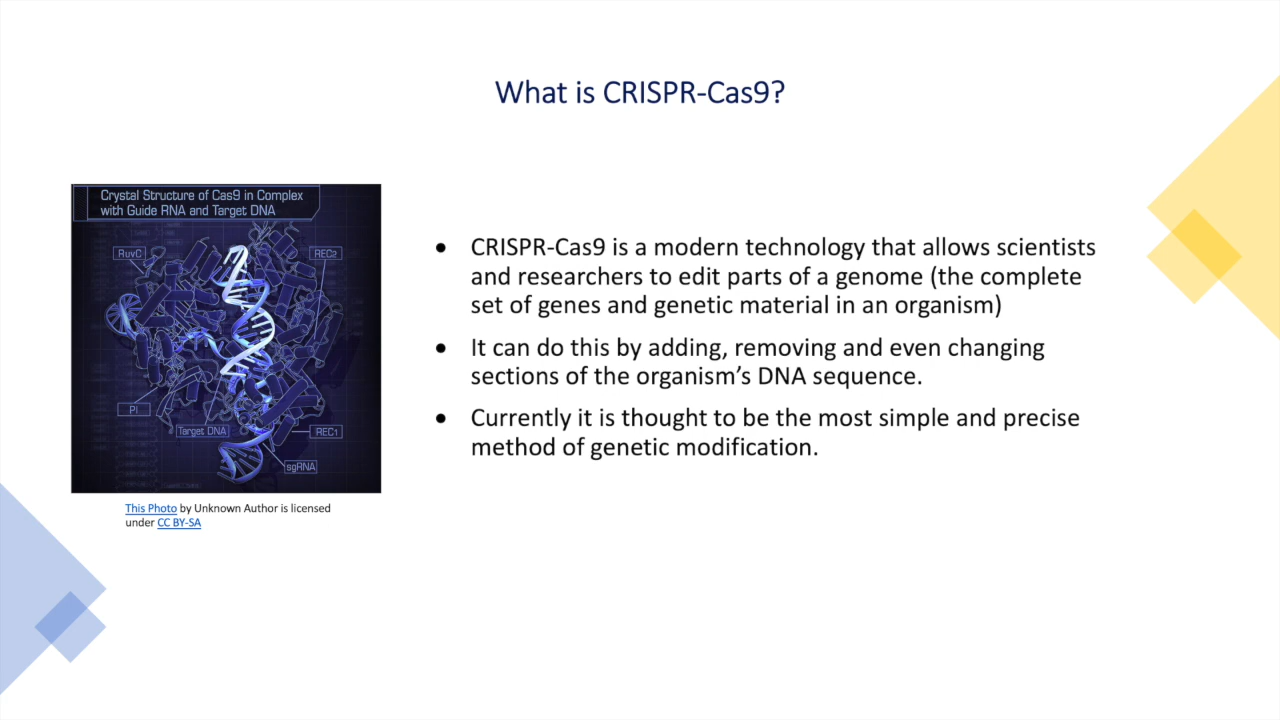 What is CRISPR-Cas9?
Crystal Structure of Cas9 in Complex
with Guide RNA and Target DNA
RuvC
REC2
PI
Target DNA
REC1
sgRNA
This Photo by Unknown Author is licensed
under CC BY-SA
● CRISPR-Cas9 is a modern technology that allows scientists
and researchers to edit parts of a genome (the complete
set of genes and genetic material in an organism)
● It can do this by adding, removing and even changing
sections of the organism’s DNA sequence.
● Currently it is thought to be the most simple and precise
method of genetic modification.